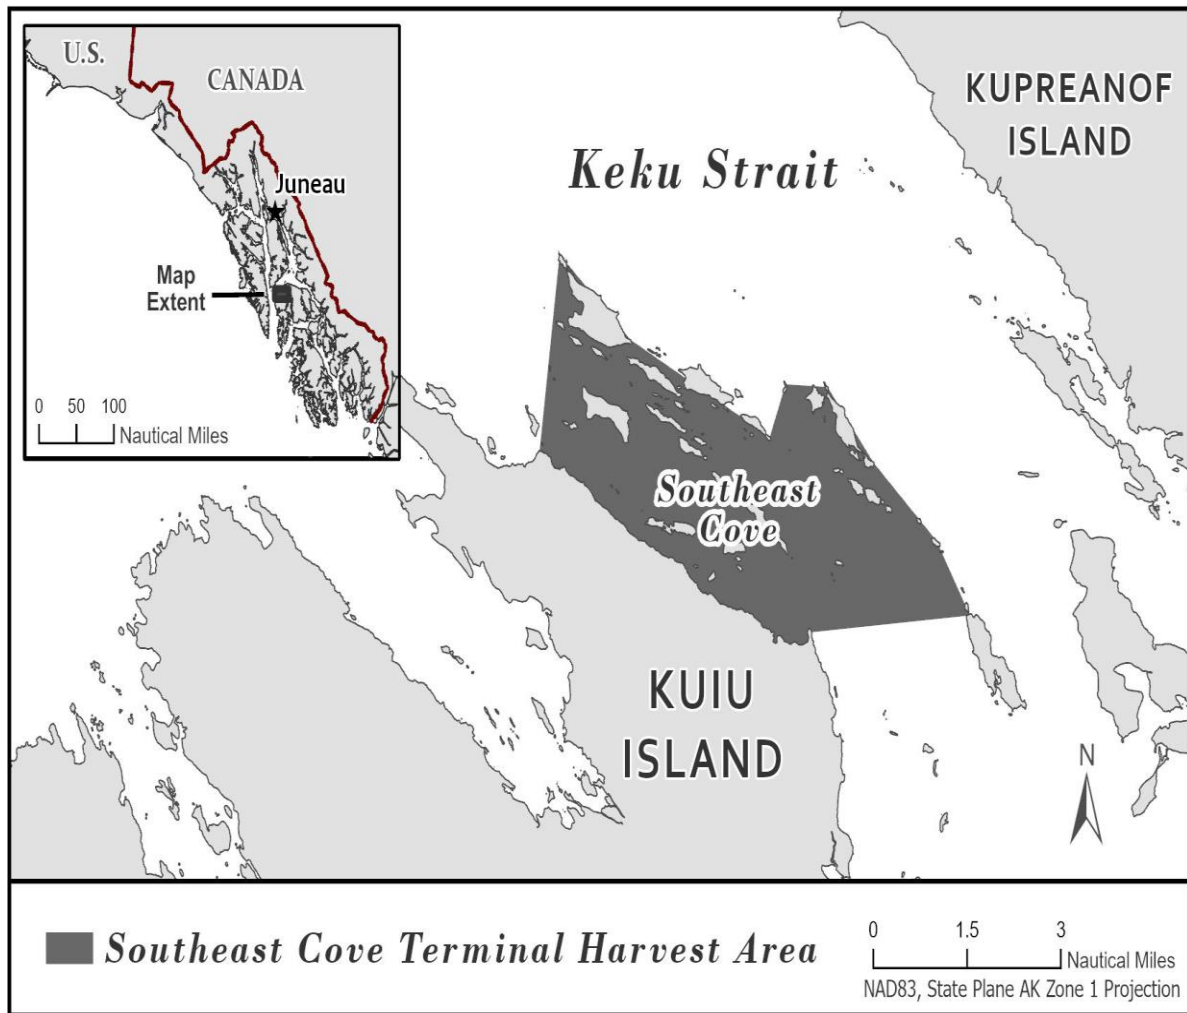 U.S.
CANADA
Juneau
Map
Extent
0 50 100
Nautical Miles
KUPREANOF
ISLAND
Keku Strait
Southeast
Cove
KUIU
ISLAND
N
Southeast Cove Terminal Harvest Area
0 1.5 3
Nautical Miles
NAD83, State Plane AK Zone 1 Projection